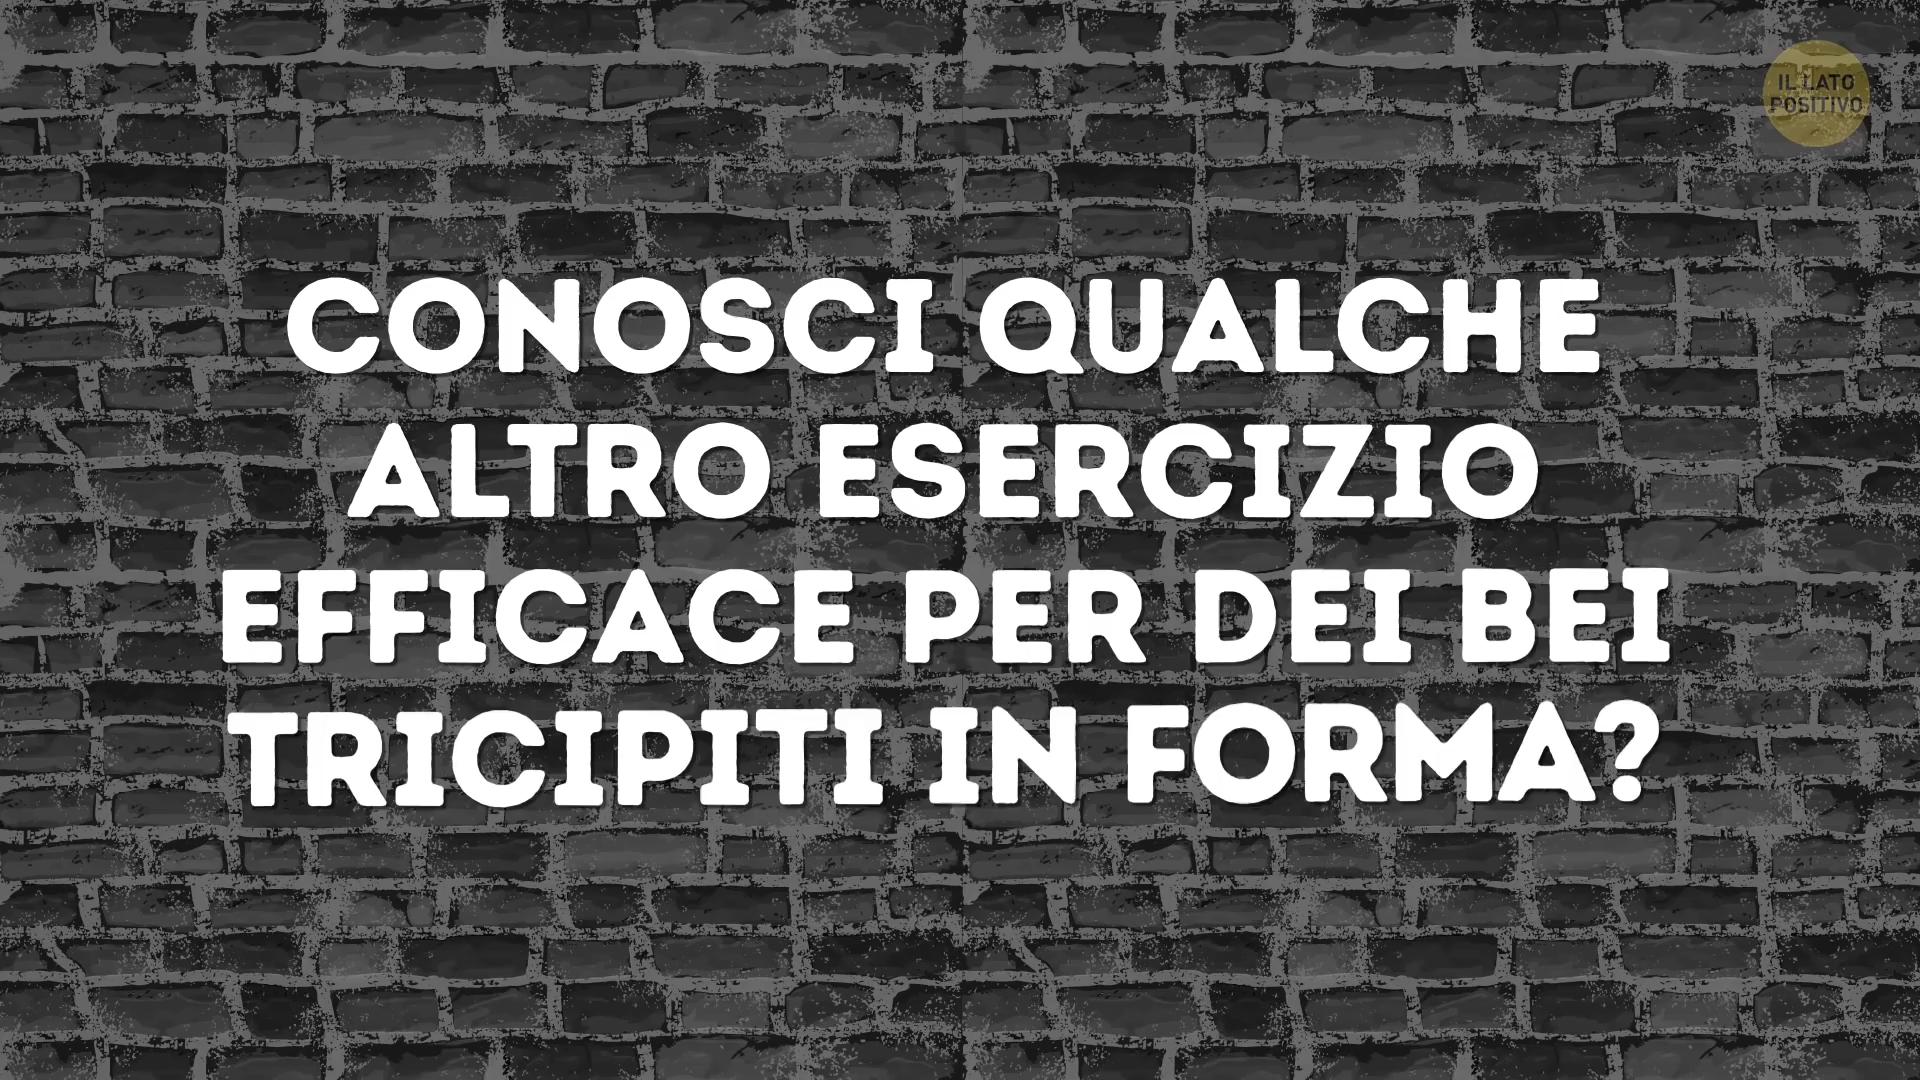 IL LATO
POSITIVO
CONOSCI QUALCHE
ALTRO ESERCIZIO
EFFICACE PER DEI BEI
TRICIPITI IN FORMA?